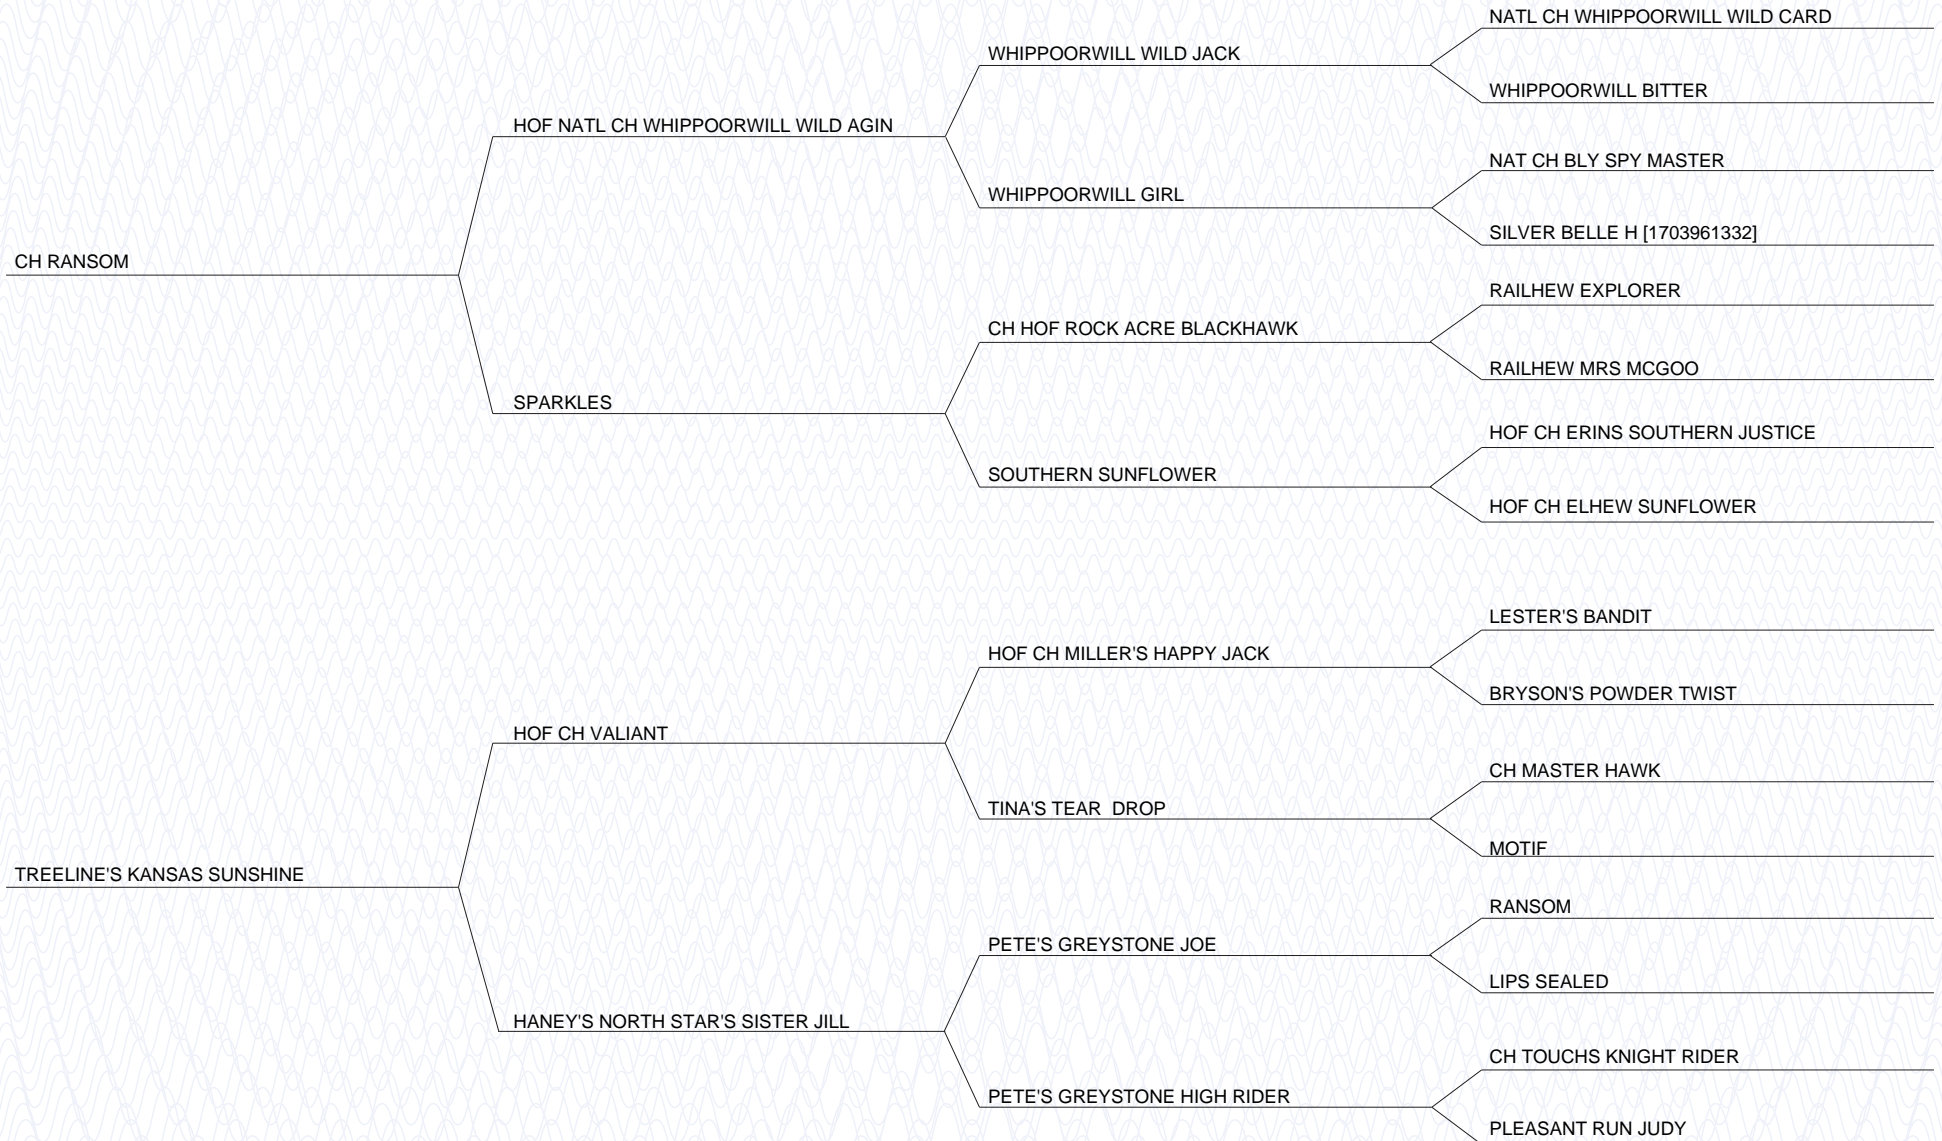 NATL CH WHIPPOORWILL WILD CARD
WHIPPOORWILL WILD JACK
WHIPPOORWILL BITTER
HOF NATL CH WHIPPOORWILL WILD AGIN
NAT CH BLY SPY MASTER
WHIPPOORWILL GIRL
SILVER BELLE H [1703961332]
CH RANSOM
RAILHEW EXPLORER
CH HOF ROCK ACRE BLACKHAWK
RAILHEW MRS MCGOO
SPARKLES
HOF CH ERINS SOUTHERN JUSTICE
SOUTHERN SUNFLOWER
HOF CH ELHEW SUNFLOWER
LESTER'S BANDIT
HOF CH MILLER'S HAPPY JACK
BRYSON'S POWDER TWIST
HOF CH VALIANT
CH MASTER HAWK
TINA'S TEAR  DROP
MOTIF
TREELINE'S KANSAS SUNSHINE
RANSOM
PETE'S GREYSTONE JOE
LIPS SEALED
HANEY'S NORTH STAR'S SISTER JILL
CH TOUCHS KNIGHT RIDER
PETE'S GREYSTONE HIGH RIDER
PLEASANT RUN JUDY